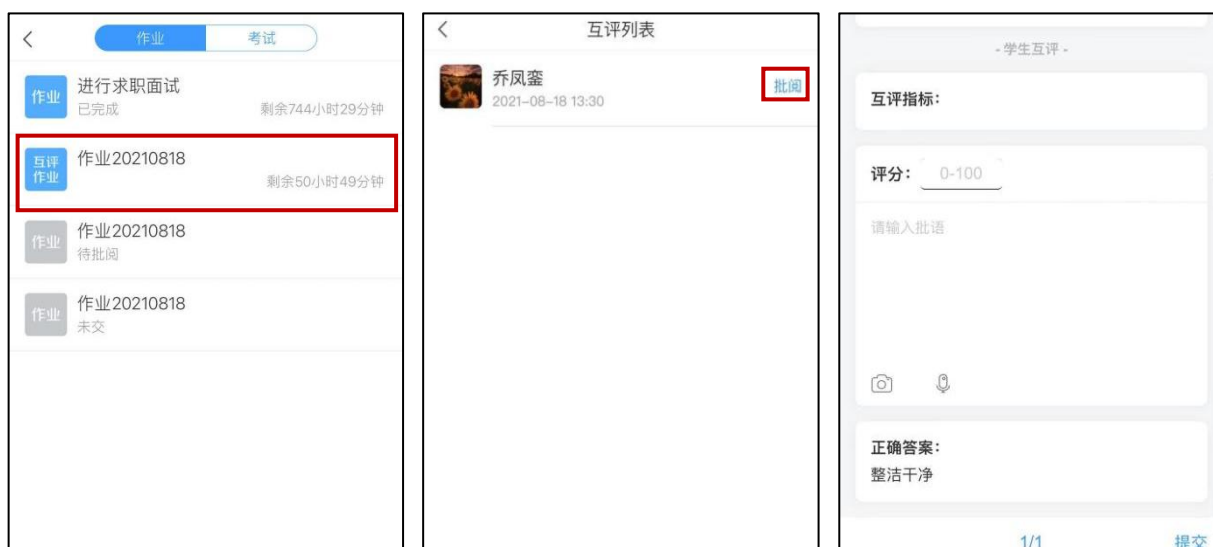 作业 考试
作业
进行求职面试
已完成 剩余744小时29分钟
互评
作业
作业20210818
剩余50小时49分钟
作业
作业20210818
待批阅
作业
作业20210818
未交
互评列表
乔凤銮
2021-08-18 13:30
批阅
- 学生互评 -
互评指标：
评分： 0-100
请输入批语
正确答案：
整洁干净
1/1 提交